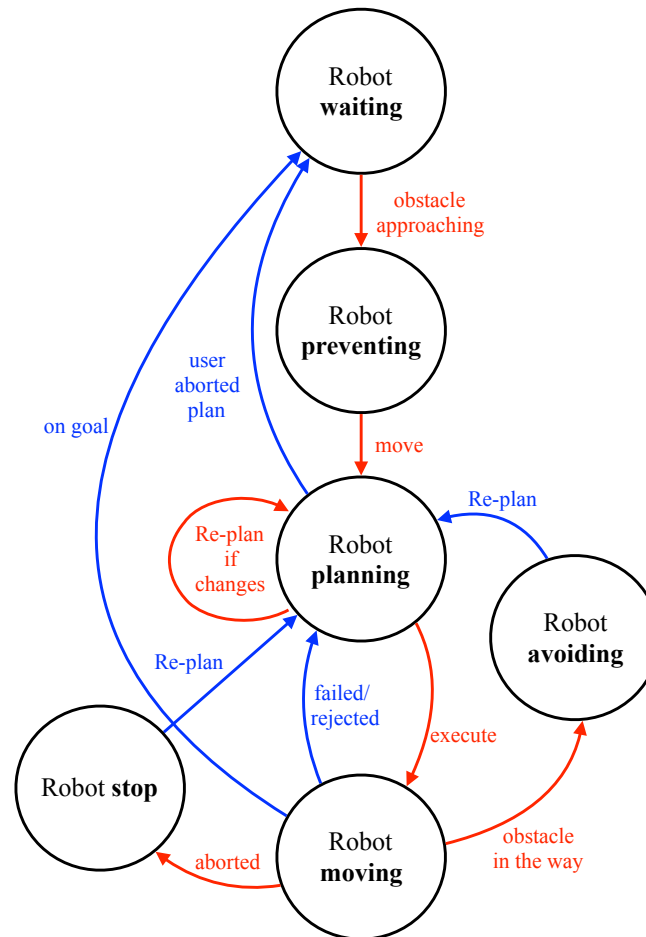 Robot
waiting
obstacle
approaching
Robot
preventing
user
aborted
plan
on goal
move
Re-plan
Re-plan
if
changes
Robot
planning
Robot
avoiding
Re-plan
failed/
rejected
execute
Robot stop
obstacle
in the way
aborted
Robot
moving